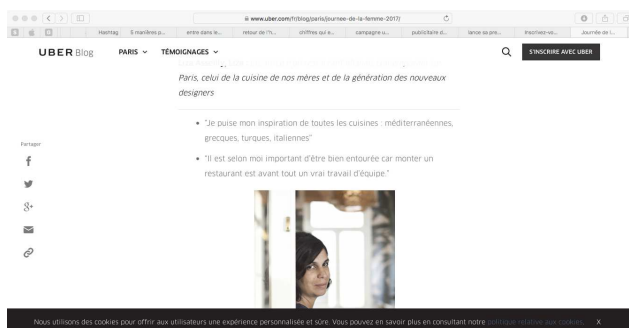 www.uber.com/fr/blog/paris/journee-de-la-femme-2017/
Hashtag
5 manières p...
entre dans le...
retour de l'h...
chiffres qui e...
campagne u...
publicitaire d...
lance sa pre...
Inscrivez-vo...
Journée de l...
UBER Blog
PARIS
TÉMOIGNAGES
S'INSCRIRE AVEC UBER
Paris, celui de la cuisine de nos mères et de la génération des nouveaux
designers
• "Je puise mon inspiration de toutes les cuisines : méditerranéennes,
grecques, turques, italiennes"
• "Il est selon moi important d'être bien entourée car monter un
restaurant est avant tout un vrai travail d'équipe."
Partager
Nous utilisons des cookies pour offrir aux utilisateurs une expérience personnalisée et sûre. Vous pouvez en savoir plus en consultant notre politique relative aux cookies. X